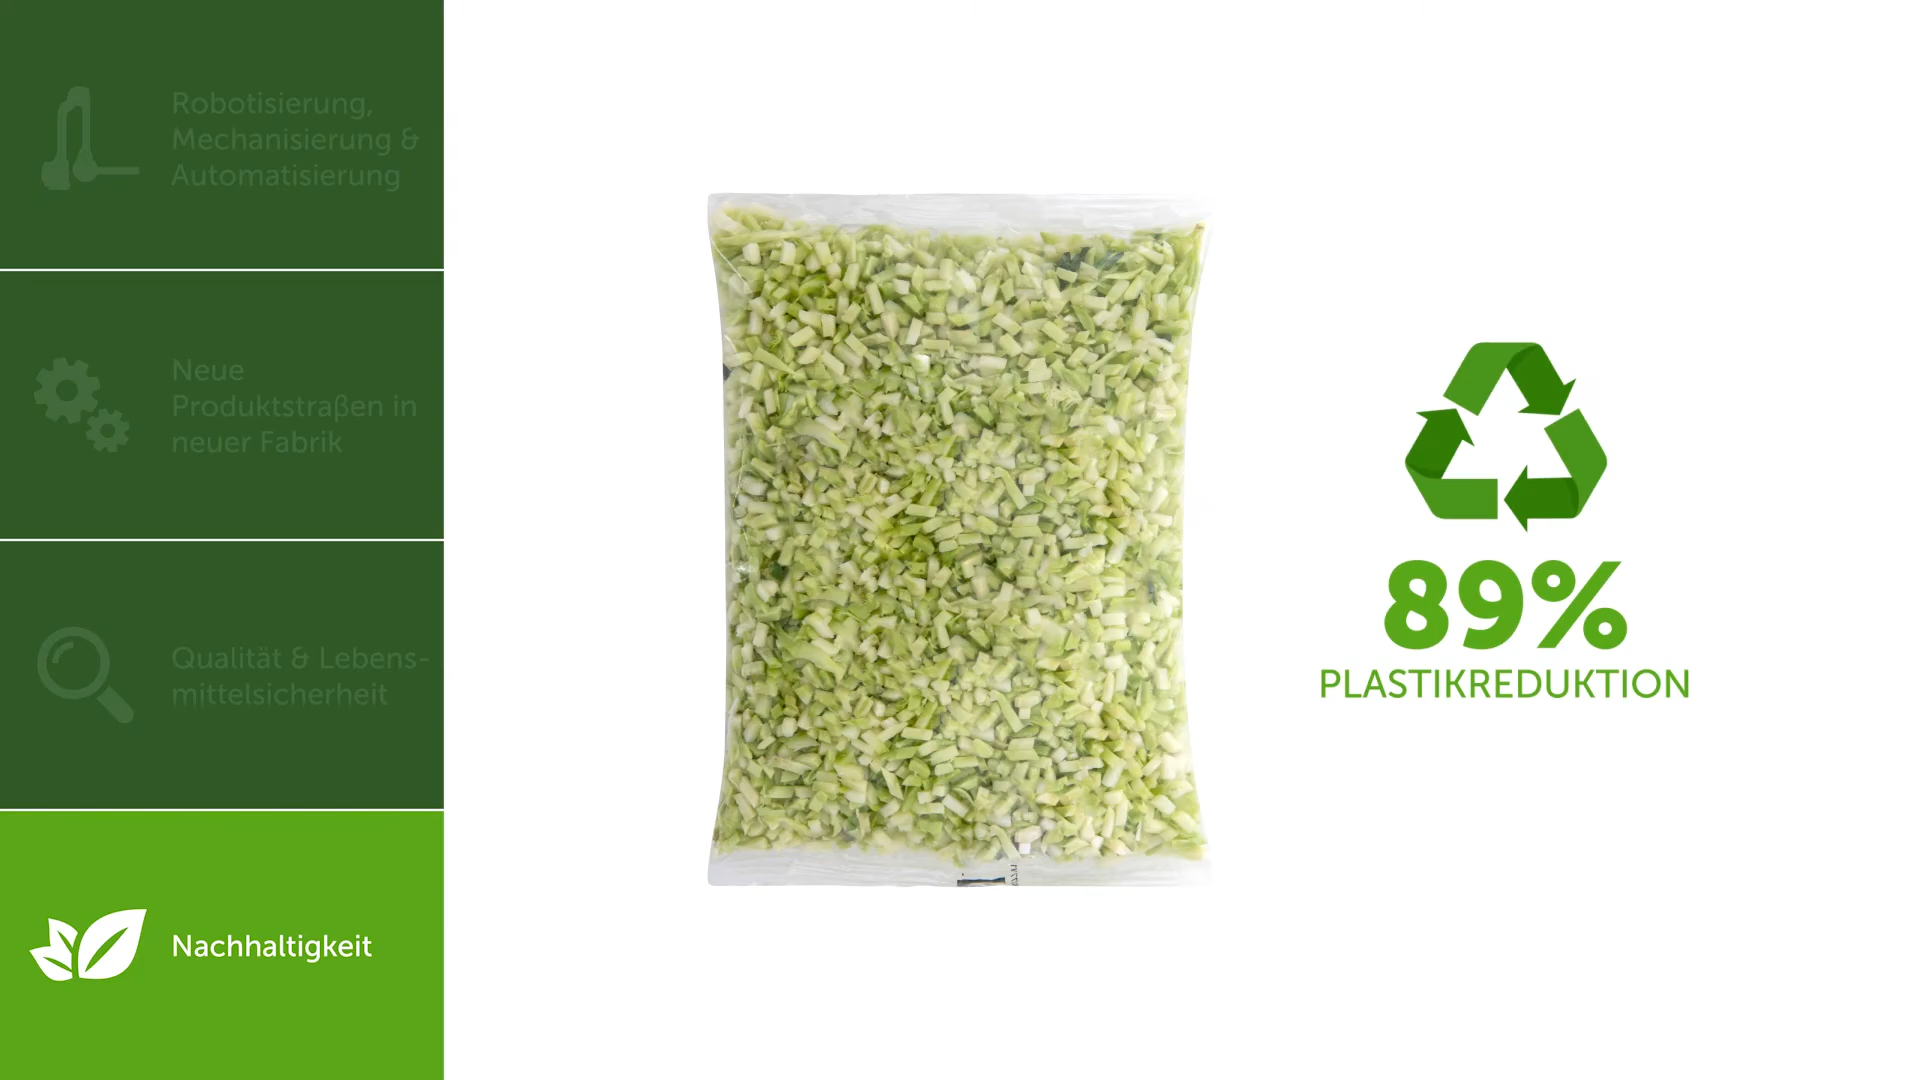 Robotisierung,
Mechanisierung &
Automatisierung
Neue
Produktstraßen in
neuer Fabrik
Qualität & Lebens-
mittelsicherheit
Nachhaltigkeit
89%
PLASTIKREDUKTION